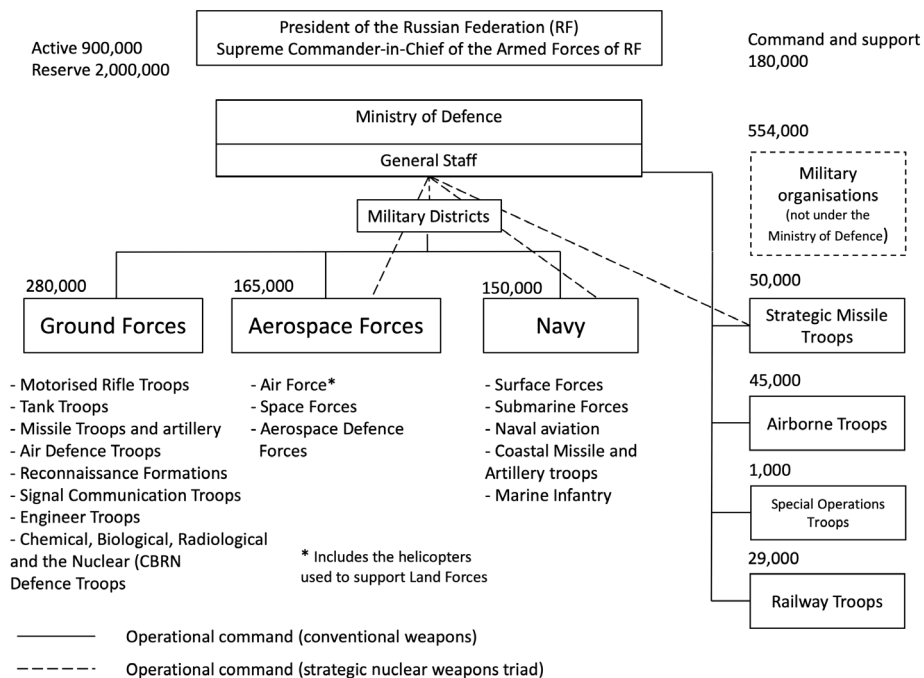 President of the Russian Federation (RF)
Supreme Commander-in-Chief of the Armed Forces of RF
Active 900,000
Reserve 2,000,000
Command and support
180,000
Ministry of Defence
General Staff
554,000
Military
organisations
(not under the
Ministry of Defence)
Military Districts
280,000
Ground Forces
165,000
Aerospace Forces
150,000
Navy
50,000
Strategic Missile
Troops
- Motorised Rifle Troops
- Tank Troops
- Missile Troops and artillery
- Air Defence Troops
- Reconnaissance Formations
- Signal Communication Troops
- Engineer Troops
- Chemical, Biological, Radiological
and the Nuclear (CBRN
Defence Troops
- Air Force*
- Space Forces
- Aerospace Defence
Forces
* Includes the helicopters
used to support Land Forces
- Surface Forces
- Submarine Forces
- Naval aviation
- Coastal Missile and
Artillery troops
- Marine Infantry
45,000
Airborne Troops
1,000
Special Operations
Troops
29,000
Railway Troops
Operational command (conventional weapons)
Operational command (strategic nuclear weapons triad)